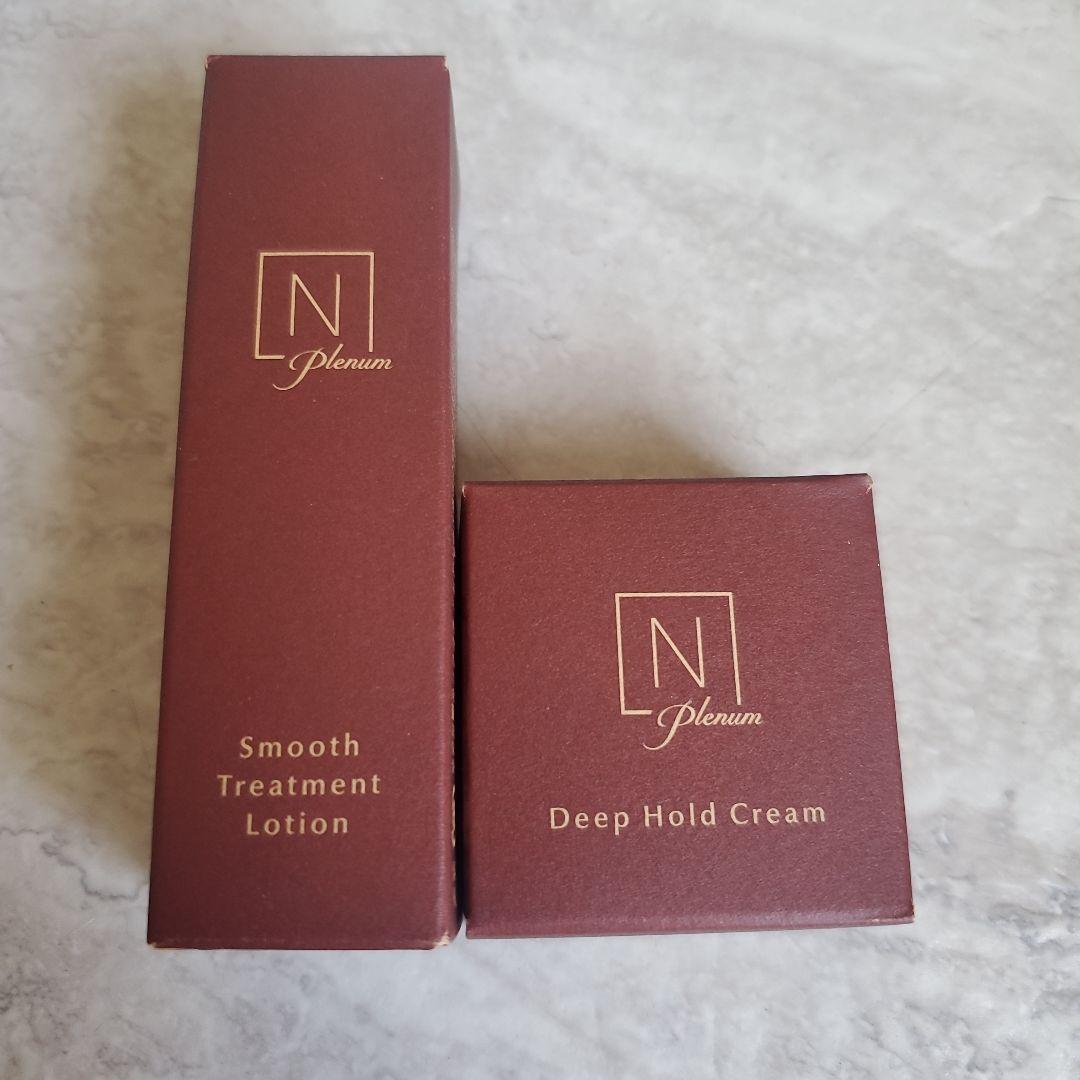 N
Plenum
Smooth
Treatment
Lotion
N
Plenum
Deep Hold Cream